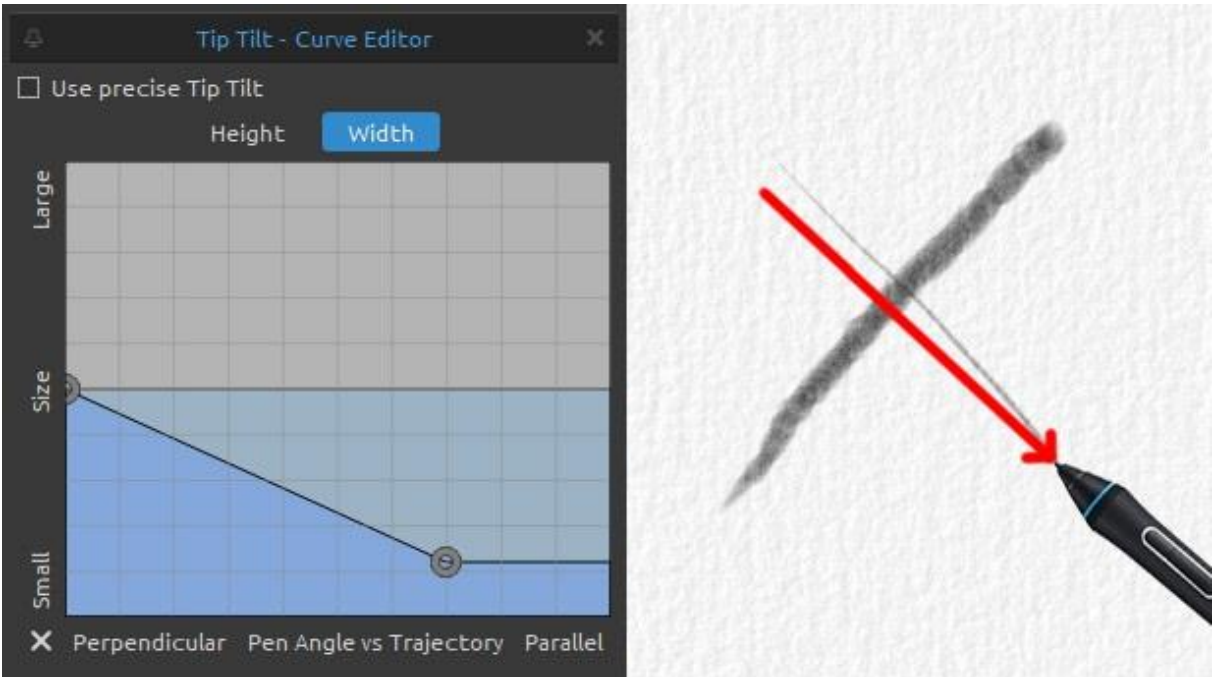 Tip Tilt - Curve Editor
Use precise Tip Tilt
Height Width
Large
Size
Small
Perpendicular Pen Angle vs Trajectory Parallel